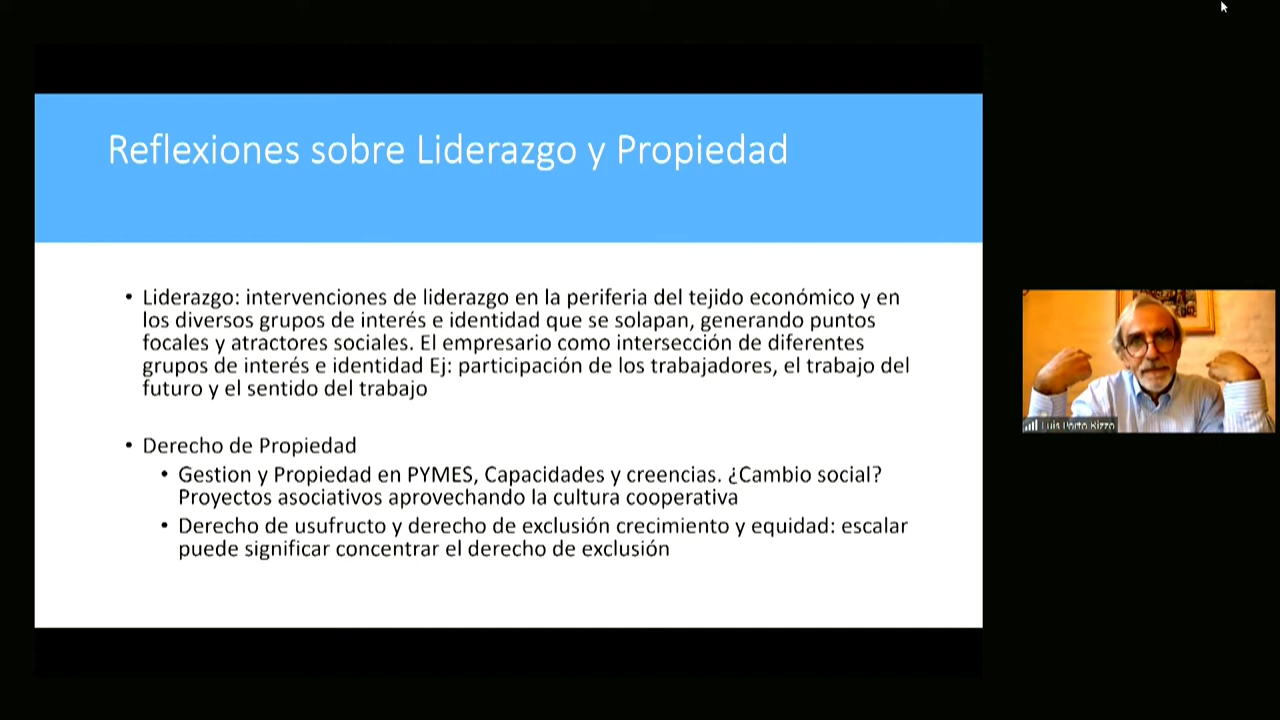 Reflexiones sobre Liderazgo y Propiedad
• Liderazgo: intervenciones de liderazgo en la periferia del tejido económico y en
los diversos grupos de interés e identidad que se solapan, generando puntos
focales y atractores sociales. El empresario como intersección de diferentes
grupos de interés e identidad Ej: participación de los trabajadores, el trabajo del
futuro y el sentido del trabajo
• Derecho de Propiedad
• Gestion y Propiedad en PYMES, Capacidades y creencias. ¿Cambio social?
Proyectos asociativos aprovechando la cultura cooperativa
• Derecho de usufructo y derecho de exclusión crecimiento y equidad: escalar
puede significar concentrar el derecho de exclusión
Luis Porto Rizzo